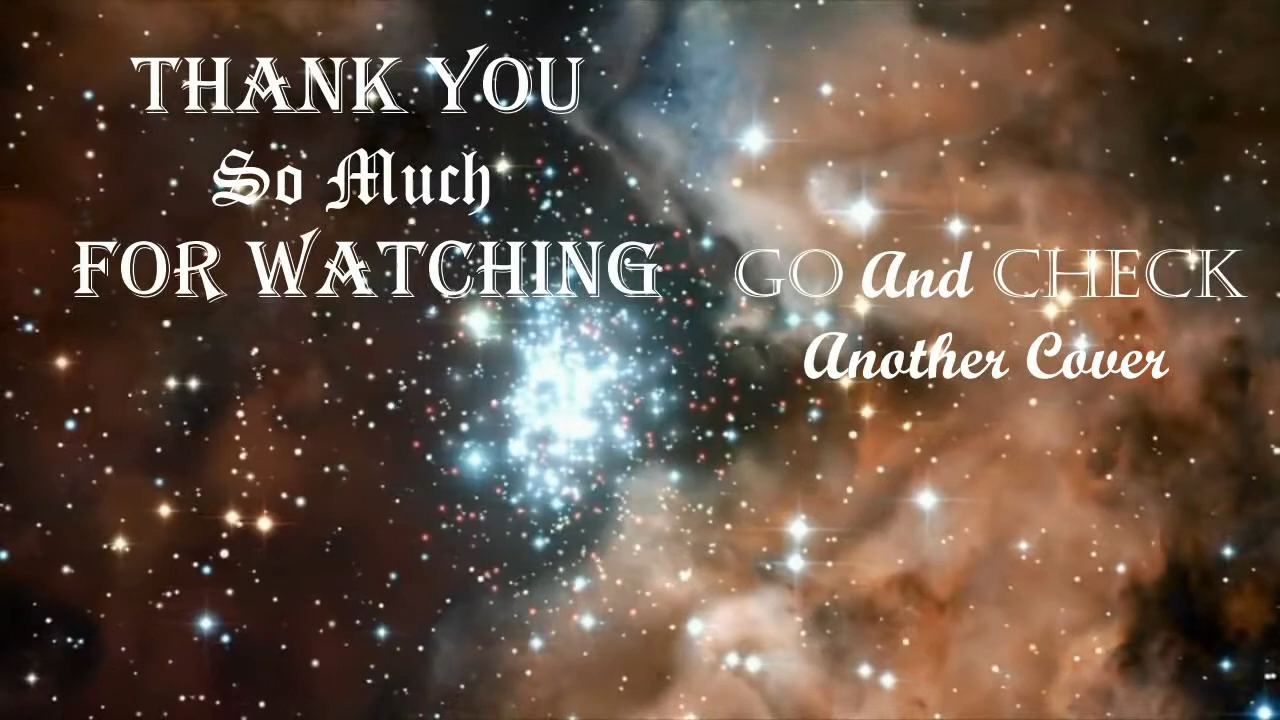 THANK YOU
So Much
FOR WATCHING
GO And CHECK
Another Cover